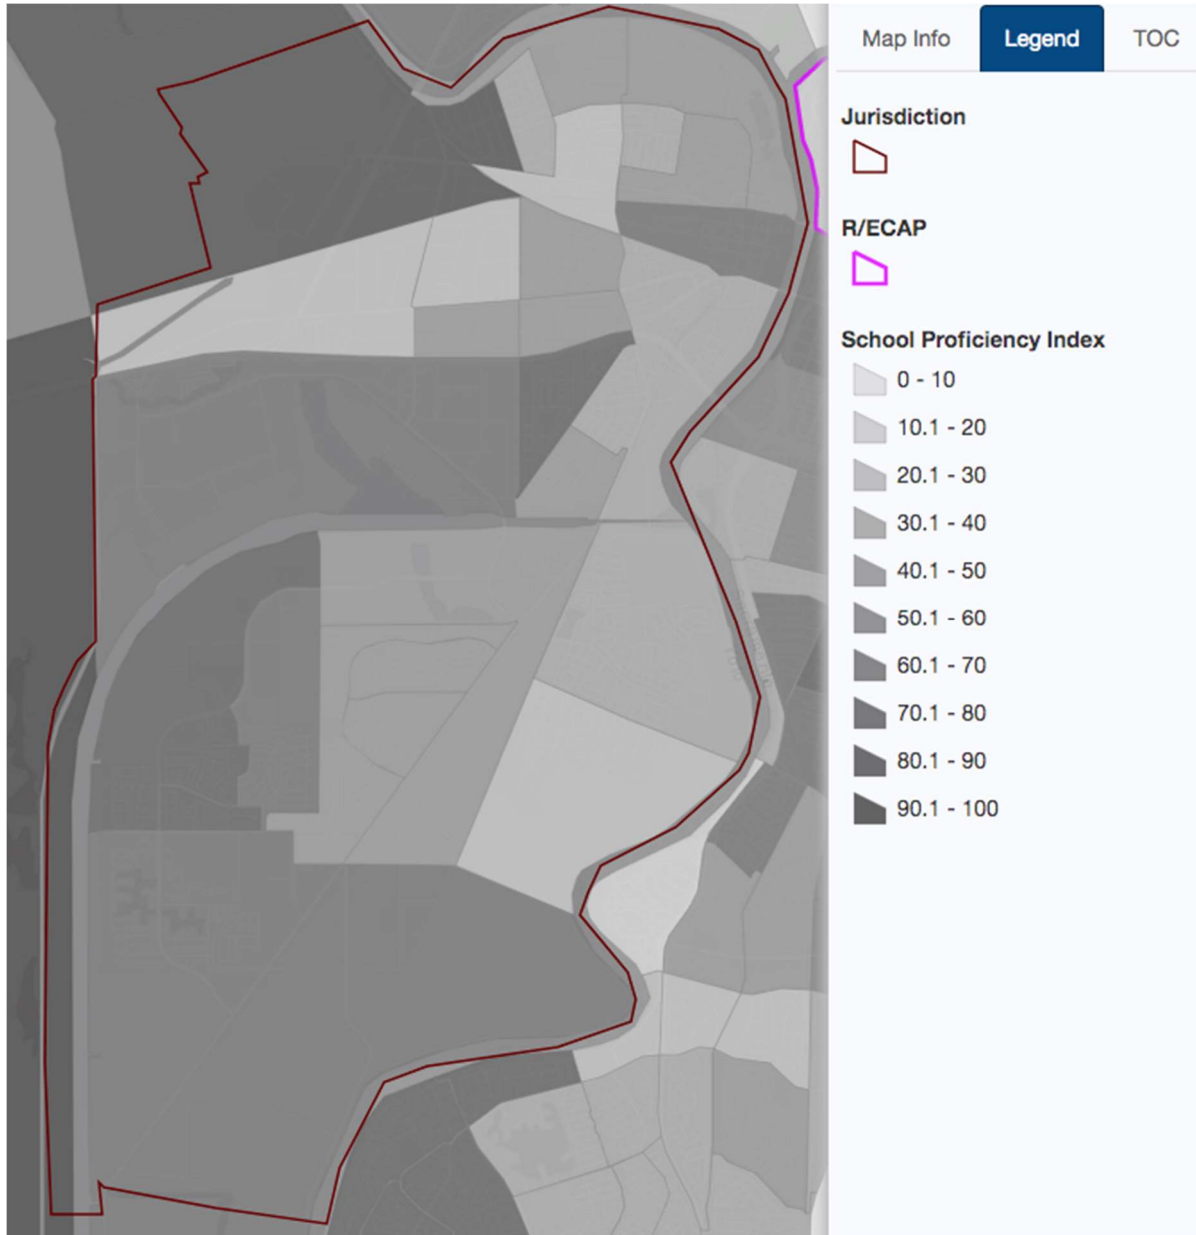 Map Info
Legend
TOC
Jurisdiction
R/ECAP
School Proficiency Index
0 - 10
10.1 - 20
20.1 - 30
30.1 - 40
40.1 - 50
50.1 - 60
60.1 - 70
70.1 - 80
80.1 - 90
90.1 - 100